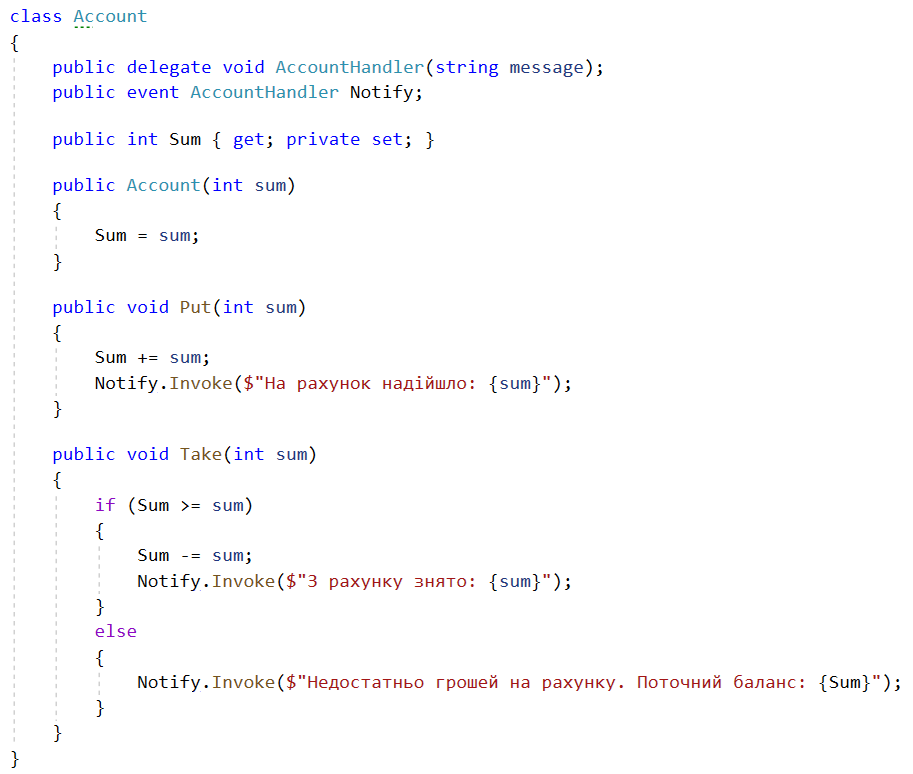 class Account
{
public delegate void AccountHandler(string message);
public event AccountHandler Notify;
public int Sum { get; private set; }
public Account(int sum)
{
Sum = sum;
}
public void Put(int sum)
{
Sum += sum;
Notify.Invoke($"На рахунок надійшло: {sum}");
}
public void Take(int sum)
{
if (Sum >= sum)
{
Sum -= sum;
Notify.Invoke($"З рахунку знято: {sum}");
}
else
{
Notify.Invoke($"Недостатньо грошей на рахунку. Поточний баланс: {Sum}");
}
}
}